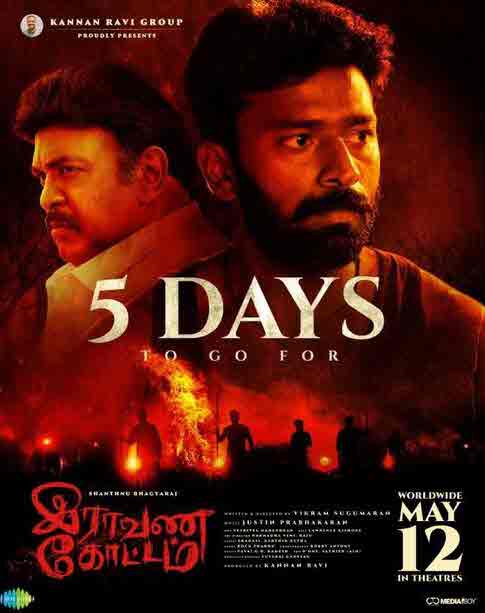 KANNAN RAVI GROUP
PROUDLY PRESENTS
5 DAYS
TO GO FOR
SHANTHNU BHAGYARAJ
இராவண
கோட்டம்
WRITTEN & DIRECTED BY VIKRAM SUGUMARAN
MUSIC JUSTIN PRABHAKARAN
PRODUCED BY KANNAN RAVI
WORLDWIDE
MAY
12
IN THEATRES
MEDIABOY